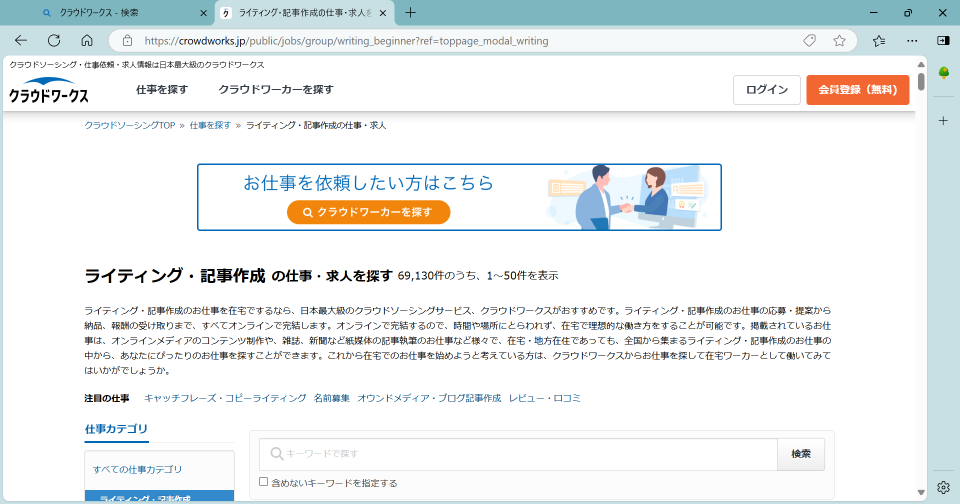 クラウドワークス - 検索
ライティング・記事作成の仕事・求人を
https://crowdworks.jp/public/jobs/group/writing_beginner?ref=toppage_modal_writing
クラウドソーシング・仕事依頼・求人情報は日本最大級のクラウドワークス
クラウドワークス
仕事を探す
クラウドワーカーを探す
ログイン
会員登録（無料）
クラウドソーシングTOP » 仕事を探す » ライティング・記事作成の仕事・求人
お仕事を依頼したい方はこちら
クラウドワーカーを探す
ライティング・記事作成 の仕事・求人を探す 69,130件のうち、1～50件を表示
ライティング・記事作成のお仕事を在宅でするなら、日本最大級のクラウドソーシングサービス、クラウドワークスがおすすめです。ライティング・記事作成のお仕事の応募・提案から
納品、報酬の受け取りまで、すべてオンラインで完結します。オンラインで完結するので、時間や場所にとらわれず、在宅で理想的な働き方をすることが可能です。掲載されているお仕
事は、オンラインメディアのコンテンツ制作や、雑誌、新聞など紙媒体の記事執筆のお仕事など様々で、在宅・地方在住であっても、全国から集まるライティング・記事作成のお仕事の
中から、あなたにぴったりのお仕事を探すことができます。これから在宅でのお仕事を始めようと考えている方は、クラウドワークスからお仕事を探して在宅ワーカーとして働いてみて
はいかがでしょうか。
注目の仕事 キャッチフレーズ・コピーライティング 名前募集 オウンドメディア・ブログ記事作成 レビュー・口コミ
仕事カテゴリ
すべての仕事カテゴリ
ライティング・記事作成
キーワードで探す
検索
含めないキーワードを指定する